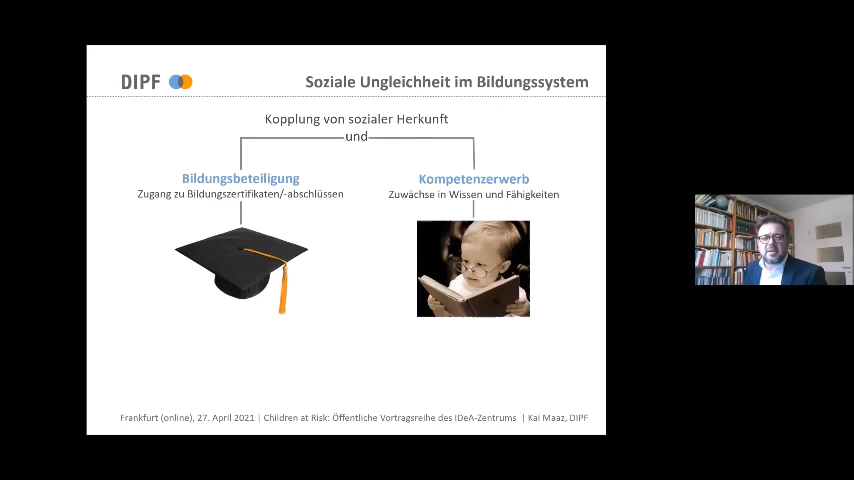 DIPF
Soziale Ungleichheit im Bildungssystem
Kopplung von sozialer Herkunft
und
Bildungsbeteiligung
Zugang zu Bildungszertifikaten/-abschlüssen
Kompetenzerwerb
Zuwächse in Wissen und Fähigkeiten
Frankfurt (online), 27. April 2021 | Children at Risk: Öffentliche Vortragsreihe des IDeA-Zentrums | Kai Maaz, DIPF